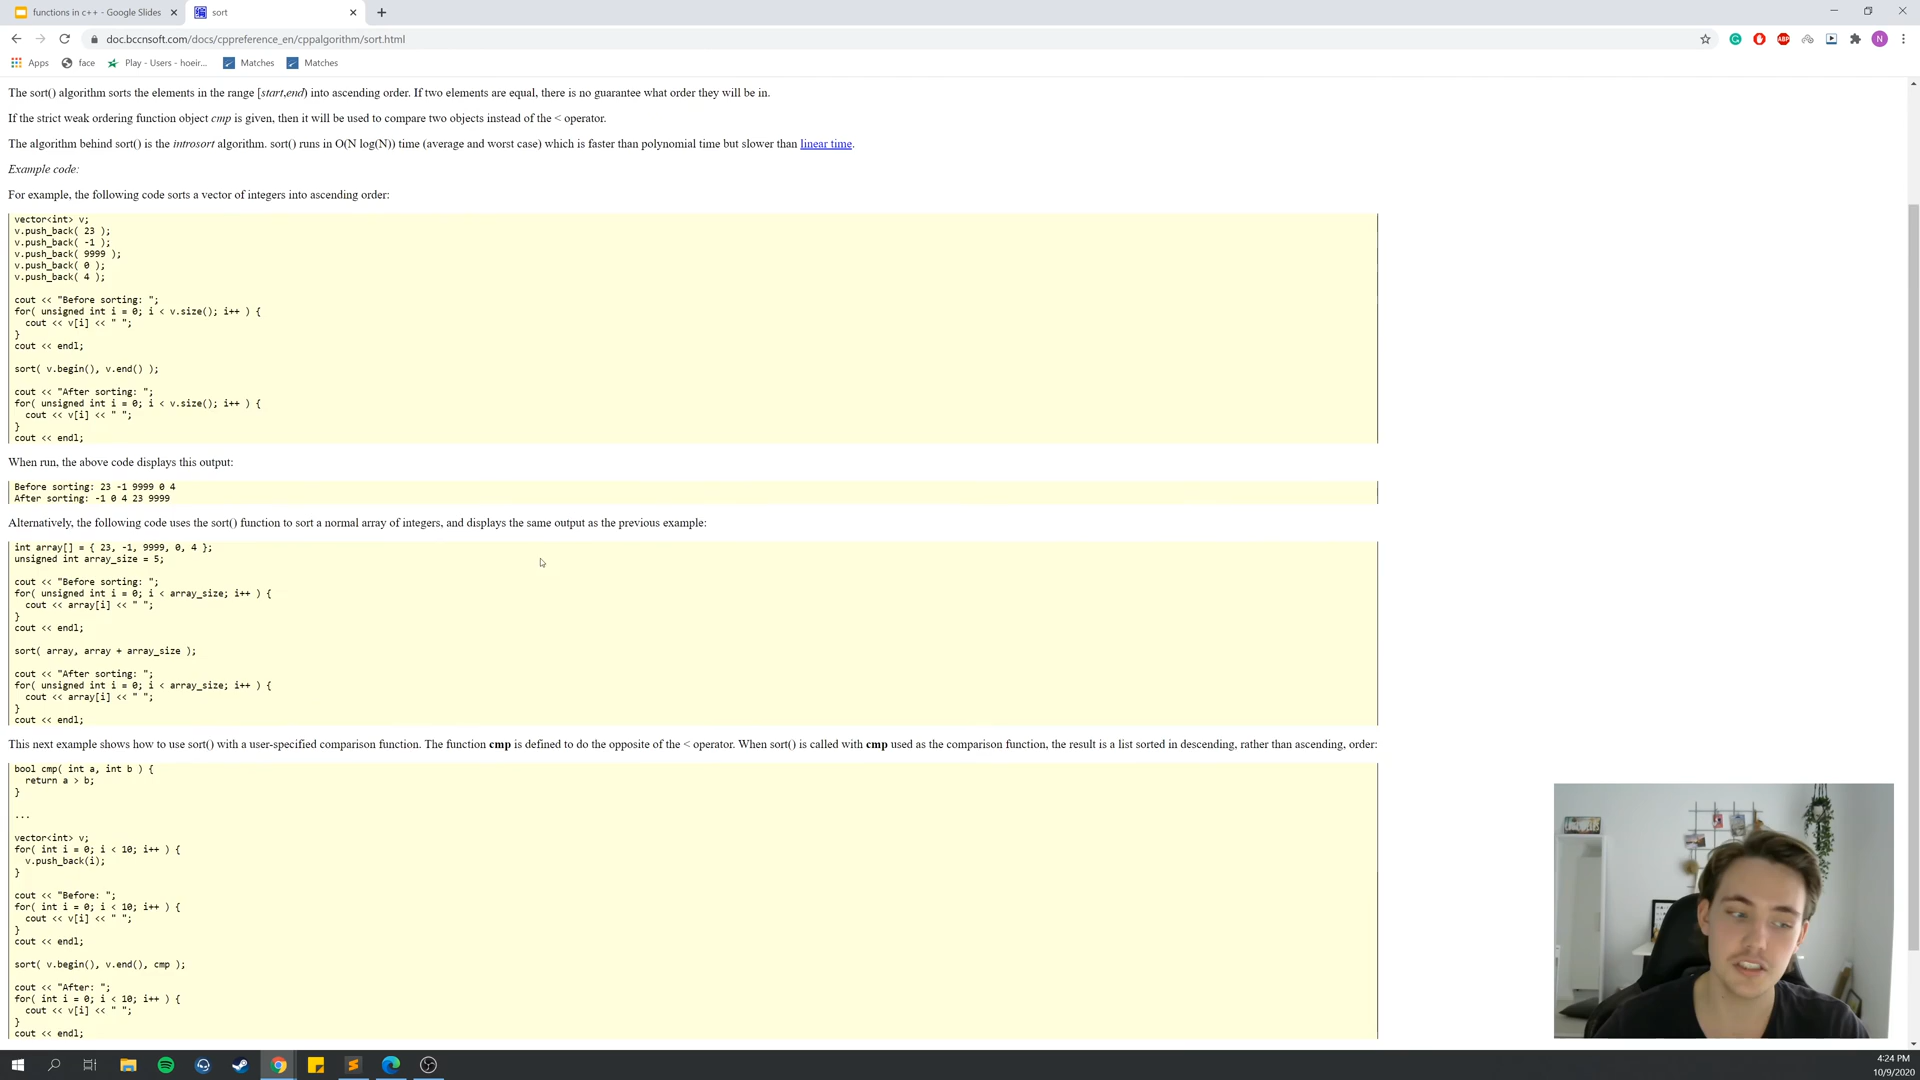 functions in c++ - Google Slides
sort
doc.bccnsoft.com/docs/cppreference_en/cppalgorithm/sort.html
ABP
N
Apps
face
Play - Users - hoeir...
Matches
Matches
The sort() algorithm sorts the elements in the range [start,end) into ascending order. If two elements are equal, there is no guarantee what order they will be in.
If the strict weak ordering function object cmp is given, then it will be used to compare two objects instead of the < operator.
The algorithm behind sort() is the introsort algorithm. sort() runs in O(N log(N)) time (average and worst case) which is faster than polynomial time but slower than linear time.
Example code:
For example, the following code sorts a vector of integers into ascending order:
vector<int> v;
v.push_back( 23 );
v.push_back( -1 );
v.push_back( 9999 );
v.push_back( 0 );
v.push_back( 4 );
cout << "Before sorting: ";
for( unsigned int i = 0; i < v.size(); i++ ) {
cout << v[i] << " ";
}
cout << endl;
sort( v.begin(), v.end() );
cout << "After sorting: ";
for( unsigned int i = 0; i < v.size(); i++ ) {
cout << v[i] << " ";
}
cout << endl;
When run, the above code displays this output:
Before sorting: 23 -1 9999 0 4
After sorting: -1 0 4 23 9999
Alternatively, the following code uses the sort() function to sort a normal array of integers, and displays the same output as the previous example:
int array[] = { 23, -1, 9999, 0, 4 };
unsigned int array_size = 5;
cout << "Before sorting: ";
for( unsigned int i = 0; i < array_size; i++ ) {
cout << array[i] << " ";
}
cout << endl;
sort( array, array + array_size );
cout << "After sorting: ";
for( unsigned int i = 0; i < array_size; i++ ) {
cout << array[i] << " ";
}
cout << endl;
This next example shows how to use sort() with a user-specified comparison function. The function cmp is defined to do the opposite of the < operator. When sort() is called with cmp used as the comparison function, the result is a list sorted in descending, rather than ascending, order:
bool cmp( int a, int b ) {
return a > b;
}
...
vector<int> v;
for( int i = 0; i < 10; i++ ) {
v.push_back(i);
}
cout << "Before: ";
for( int i = 0; i < 10; i++ ) {
cout << v[i] << " ";
}
cout << endl;
sort( v.begin(), v.end(), cmp );
cout << "After: ";
for( int i = 0; i < 10; i++ ) {
cout << v[i] << " ";
}
cout << endl;
4:24 PM
10/9/2020